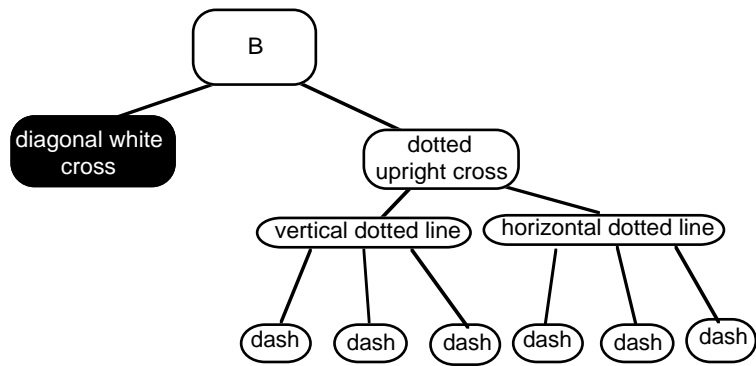 B
diagonal white
cross
dotted
upright cross
vertical dotted line
horizontal dotted line
dash
dash
dash
dash
dash
dash